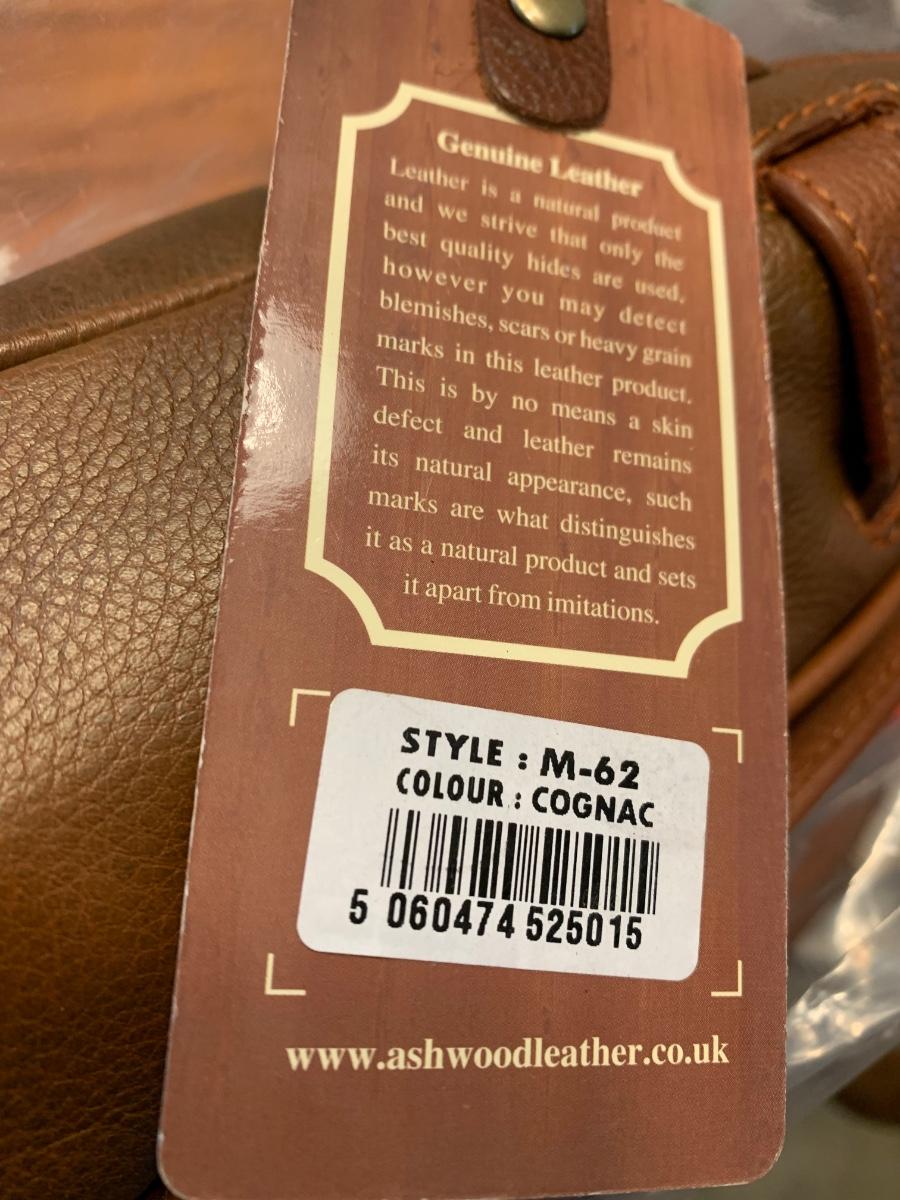 Genuine Leather
Leather is a natural product
and we strive that only the
best quality hides are used,
however you may detect
blemishes, scars or heavy grain
marks in this leather product.
This is by no means a skin
defect and leather remains
its natural appearance, such
marks are what distinguishes
it as a natural product and sets
it apart from imitations.
STYLE : M-62
COLOUR : COGNAC
5 060474 525015
www.ashwoodleather.co.uk